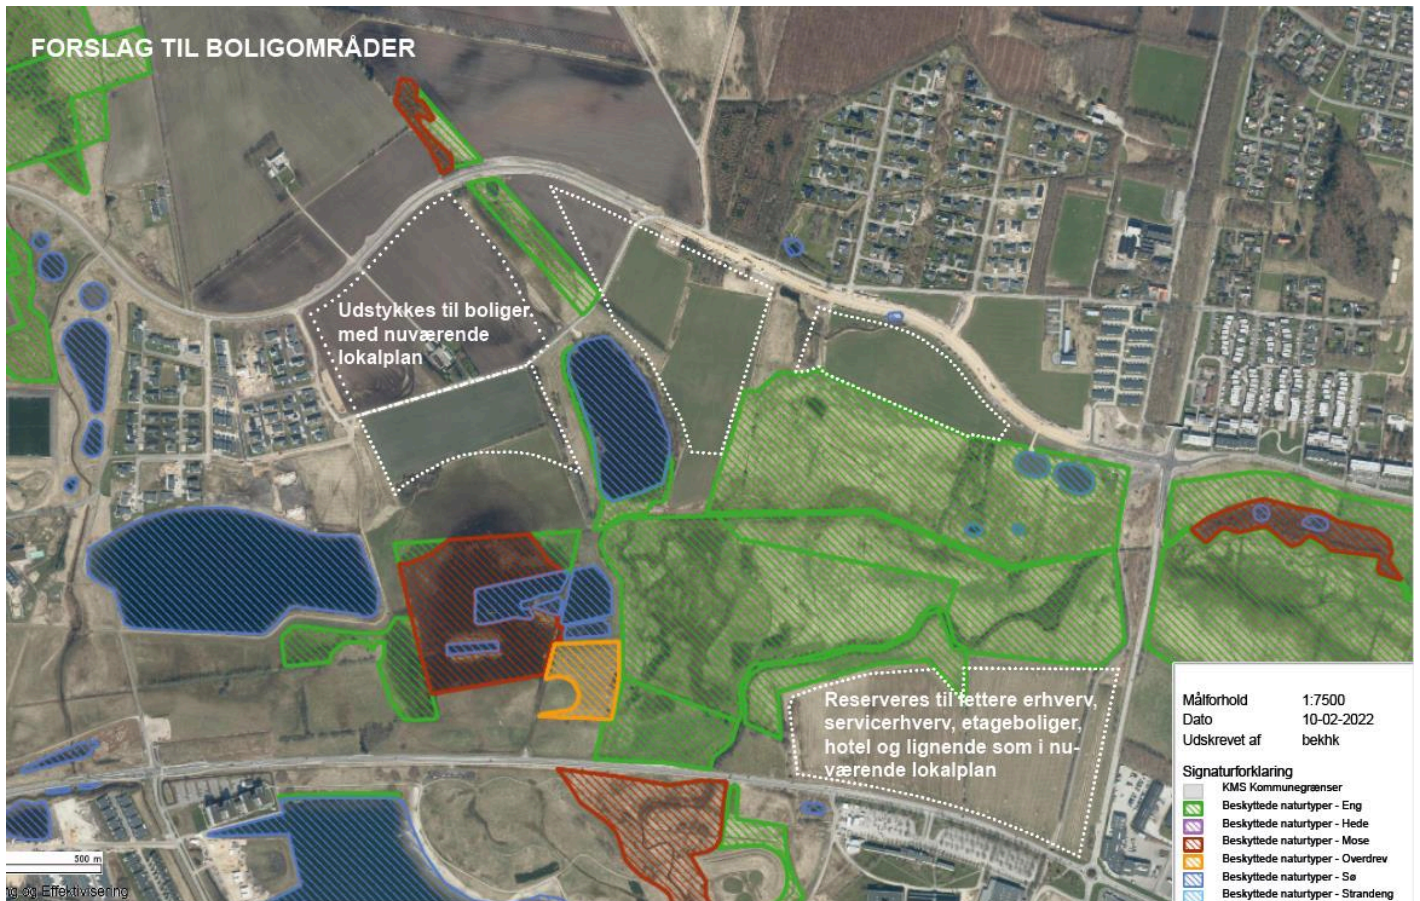 FORSLAG TIL BOLIGOMRÅDER
Udstykkes til boliger.
med nuværende
lokalplan
Reserveres til lettere erhverv,
servicerhverv, etageboliger,
hotel og lignende som i nu-
værende lokalplan
Målforhold 1:7500
Dato 10-02-2022
Udskrevet af bekhk
Signaturforklaring
KMS Kommunegrænser
Beskyttede naturtyper - Eng
Beskyttede naturtyper - Hede
Beskyttede naturtyper - Mose
Beskyttede naturtyper - Overdrev
Beskyttede naturtyper - Sø
Beskyttede naturtyper - Strandeng
500 m
og Effektivisering